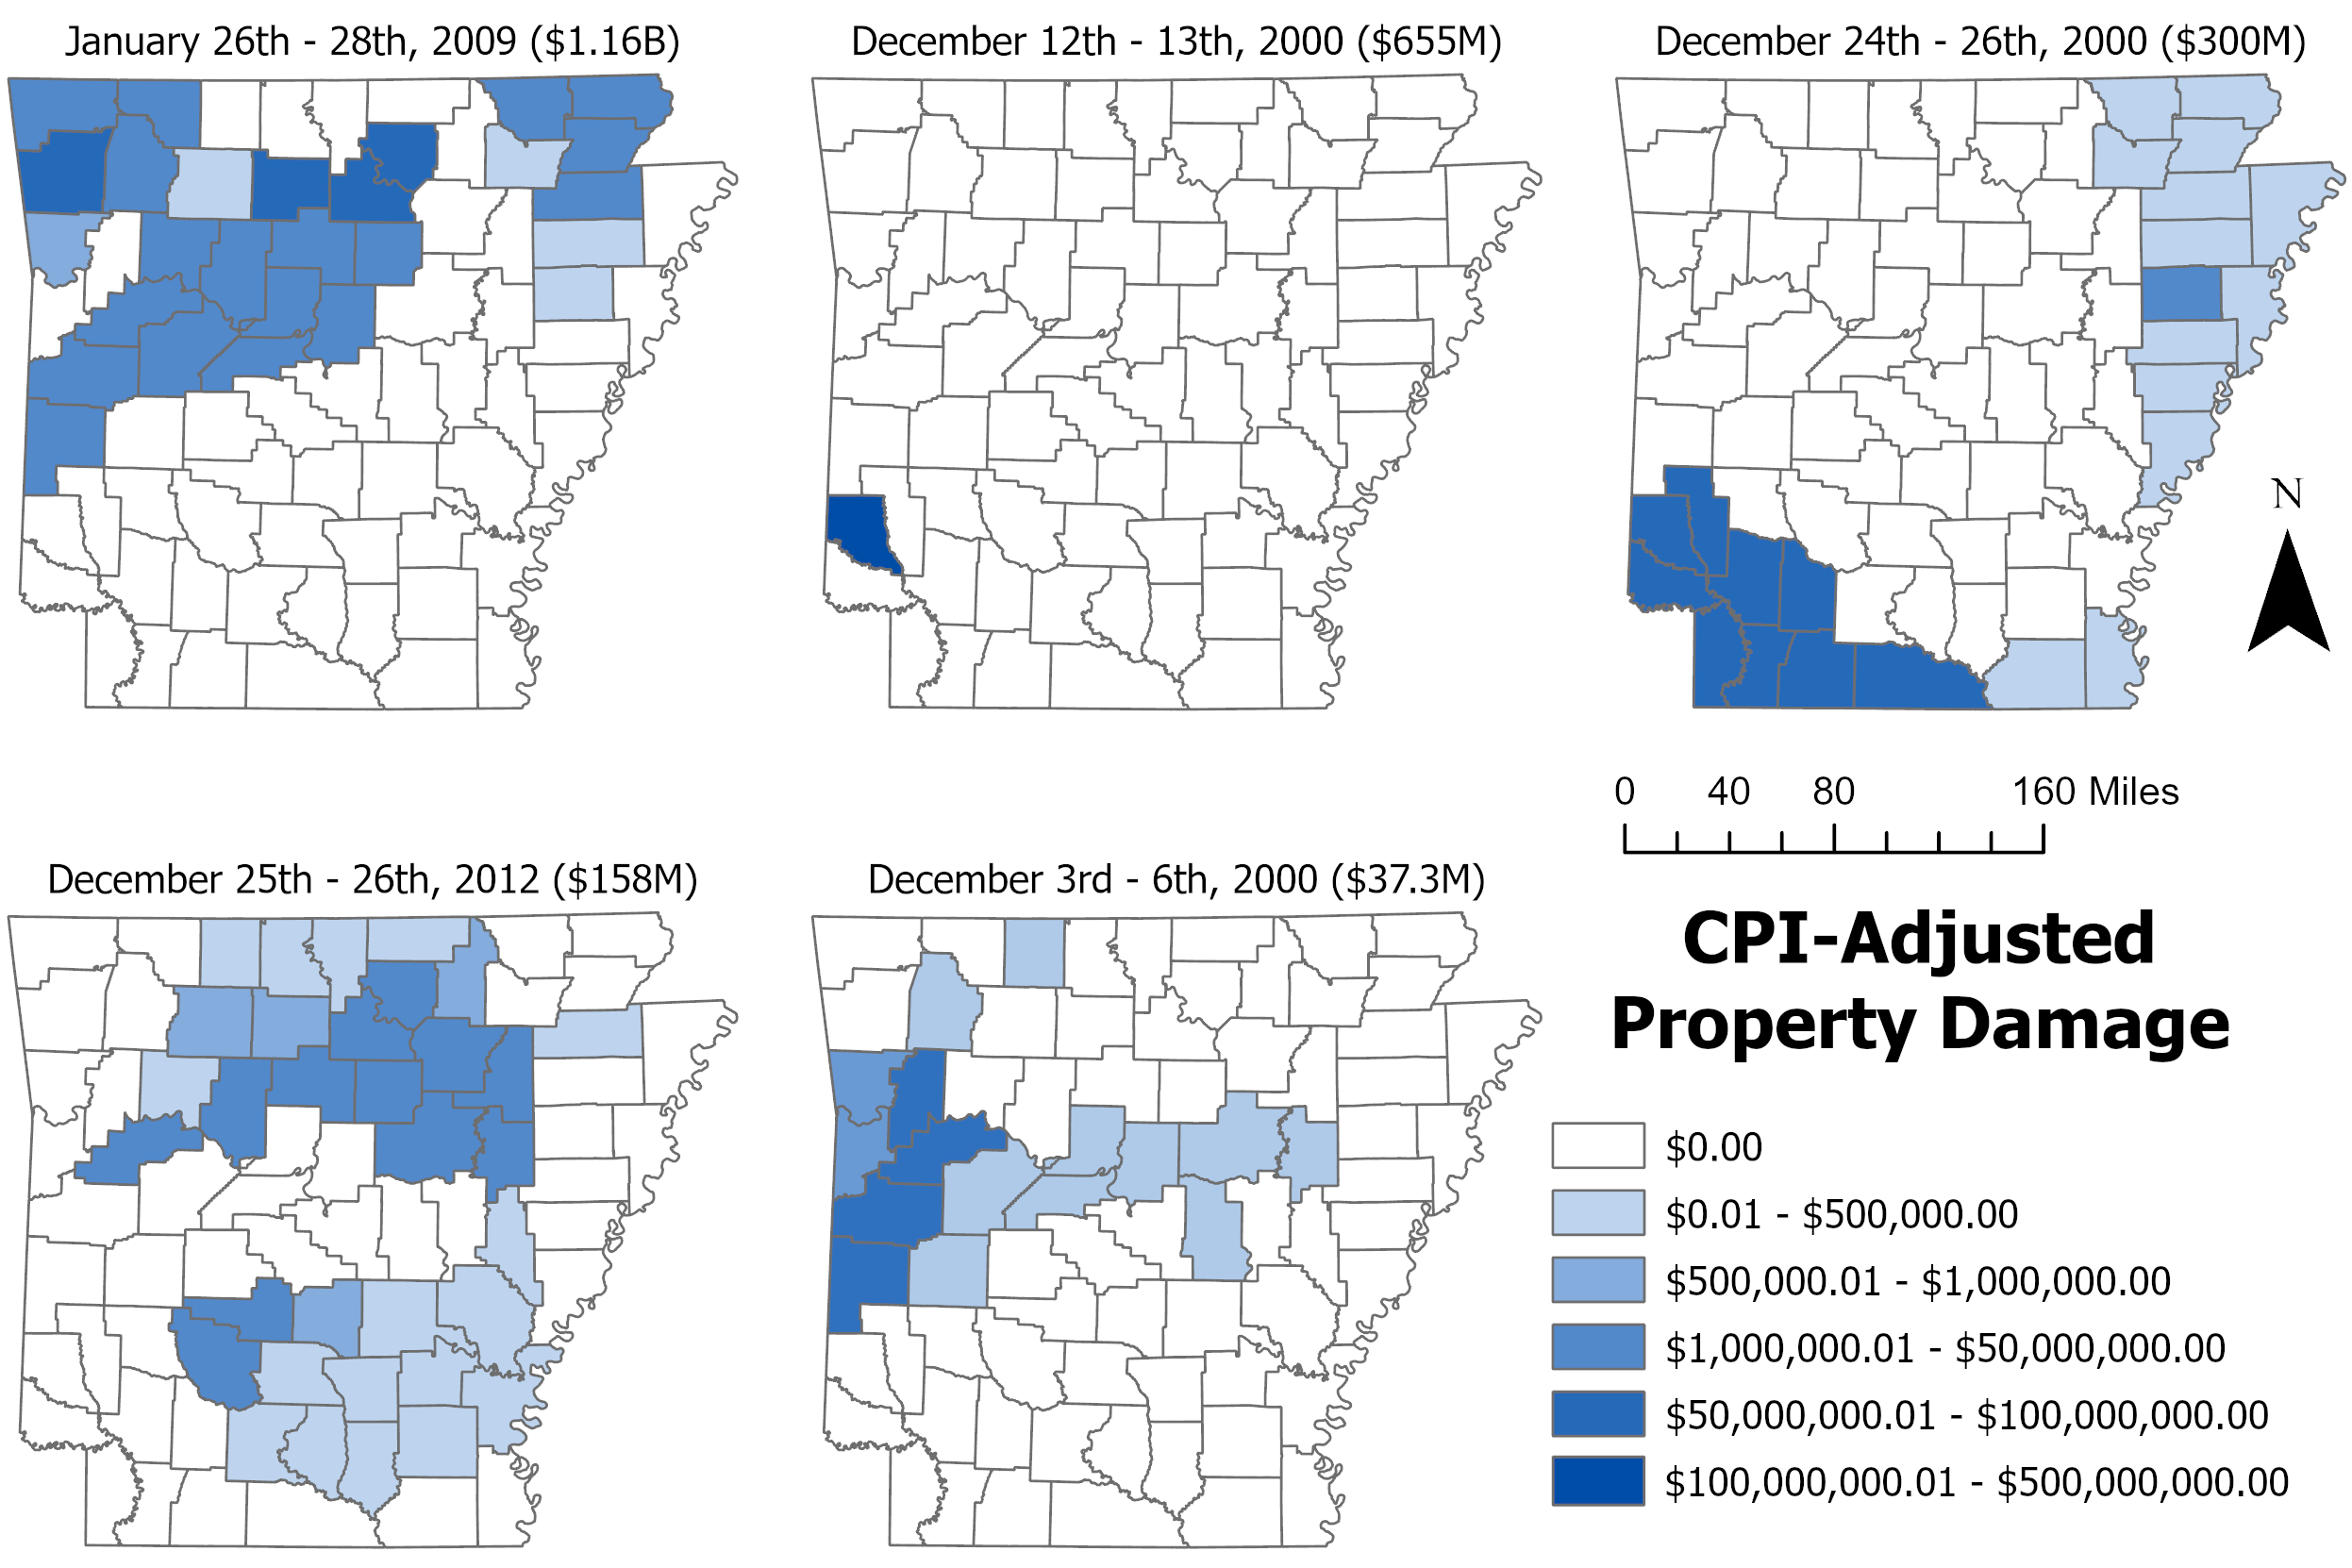 January 26th - 28th, 2009 ($1.16B)
December 12th - 13th, 2000 ($655M)
December 24th - 26th, 2000 ($300M)
N
0 40 80 160 Miles
December 25th - 26th, 2012 ($158M)
December 3rd - 6th, 2000 ($37.3M)
CPI-Adjusted
Property Damage
$0.00
$0.01 - $500,000.00
$500,000.01 - $1,000,000.00
$1,000,000.01 - $50,000,000.00
$50,000,000.01 - $100,000,000.00
$100,000,000.01 - $500,000,000.00